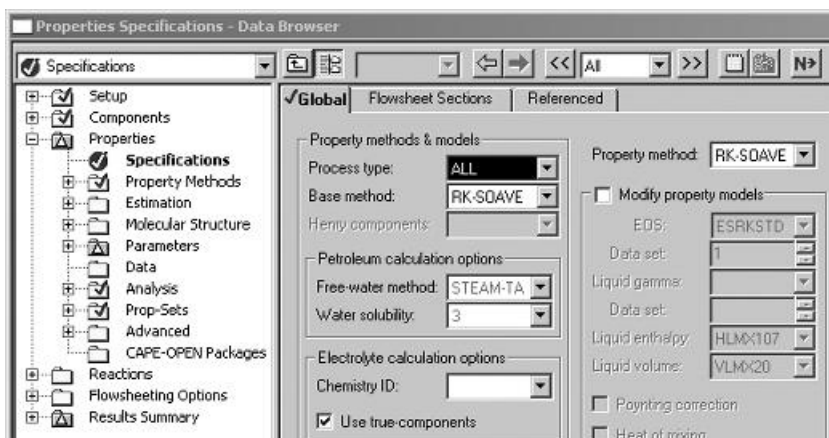 Properties Specifications - Data Browser
Specifications
All
N>
Setup
Components
Properties
Specifications
Property Methods
Estimation
Molecular Structure
Parameters
Data
Analysis
Prop-Sets
Advanced
CAPE-OPEN Packages
Reactions
Flowsheeting Options
Results Summary
Global
Flowsheet Sections
Referenced
Property methods & models
Process type: ALL
Base method: RK-SOAVE
Henry components:
Petroleum calculation options
Free-water method: STEAM-TA
Water solubility: 3
Electrolyte calculation options
Chemistry ID:
Use true-components
Property method: RK-SOAVE
Modify property models
EOS: ESRKSTD
Data set: 1
Liquid gamma:
Data set:
Liquid enthalpy: HLMX107
Liquid volume: VLMX20
Poynting correction
Heat of mixing